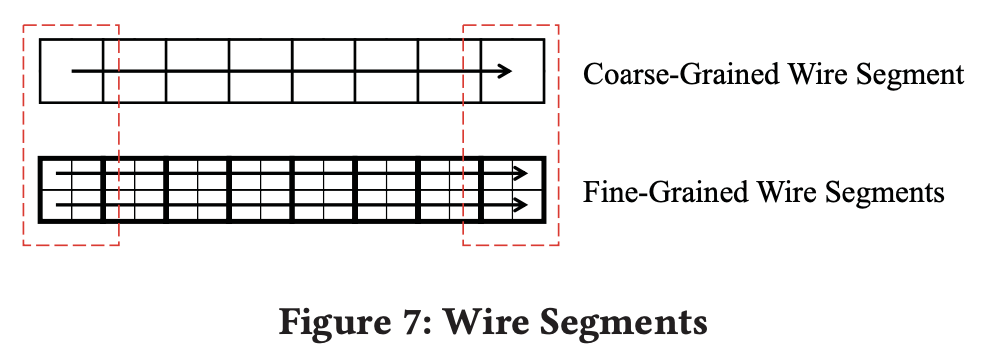 Coarse-Grained Wire Segment
Fine-Grained Wire Segments
Figure 7: Wire Segments